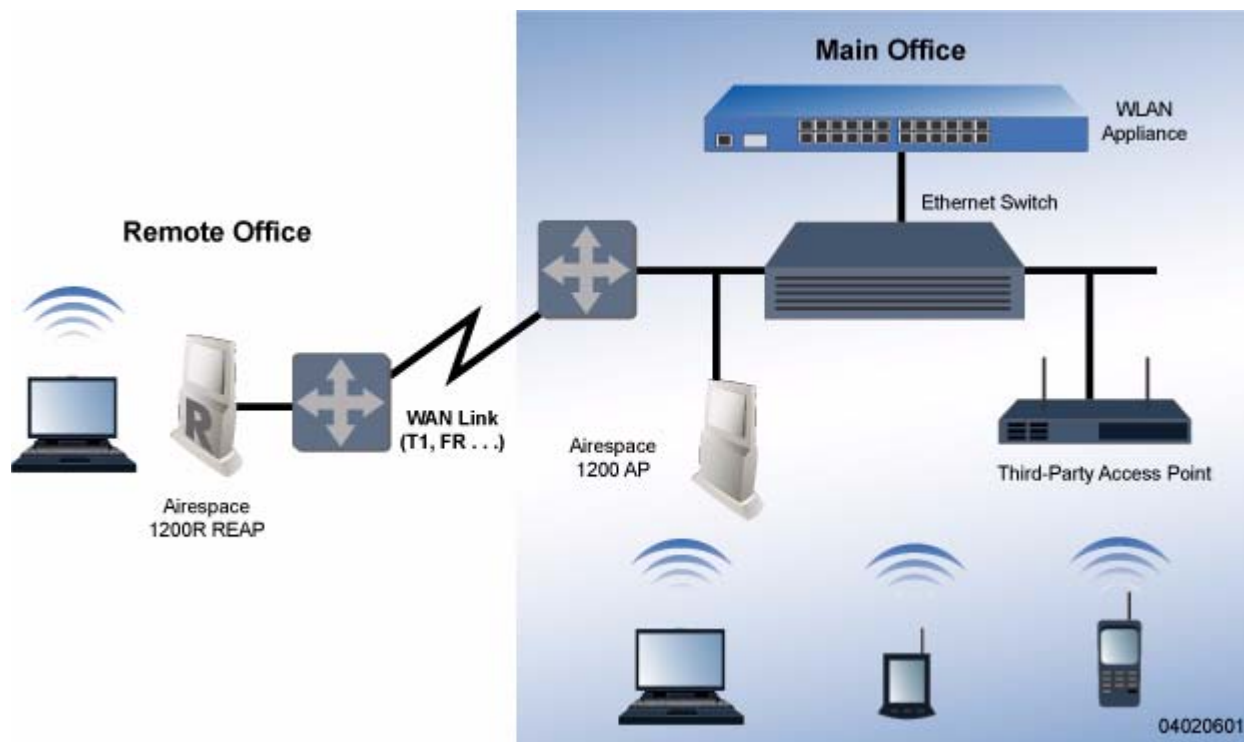 Main Office
WLAN
Appliance
Ethernet Switch
Remote Office
WAN Link
(T1, FR . . .)
R
Airespace
1200R REAP
Airespace
1200 AP
Third-Party Access Point
04020601